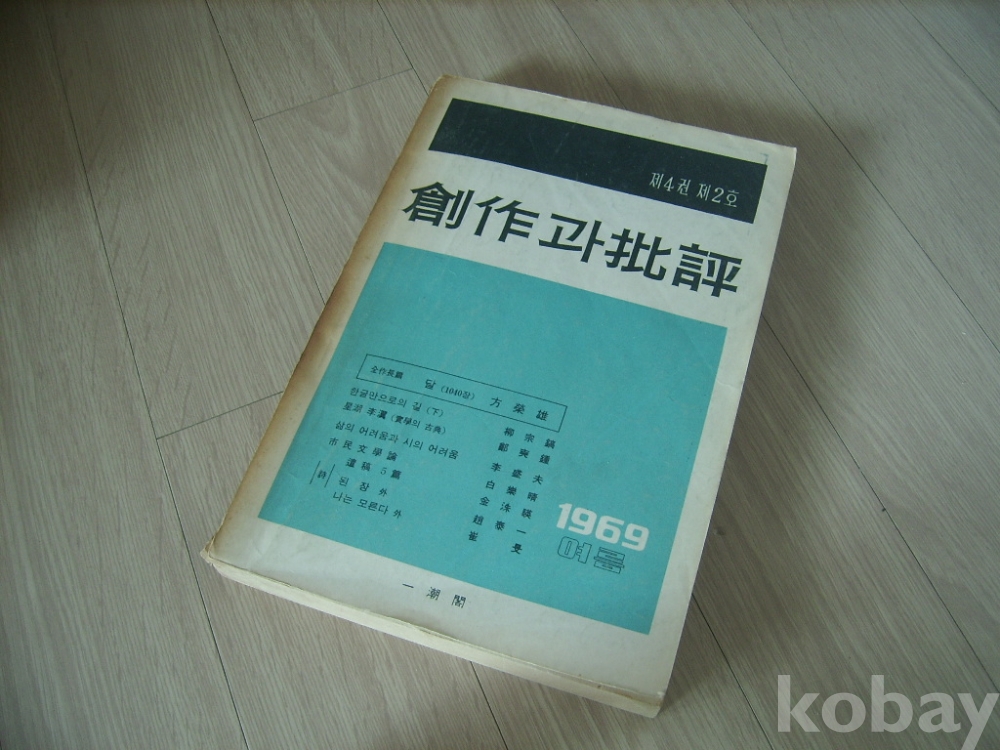 제4권 제2호
創作과批評
全作長篇 달 (1040장) 方榮雄
한글만으로의 길 (下) 柳宗鎬
李瀷 (實學의 古典) 鄭奭鍾
삶의 어려움과 시의 어려움 李盛夫
市民文學論 白樂晴
遺稿 5篇 金洙暎
詩 된장 外 趙泰一
나는 모른다 外 崔旻
1969
여름
一潮閣
kobay